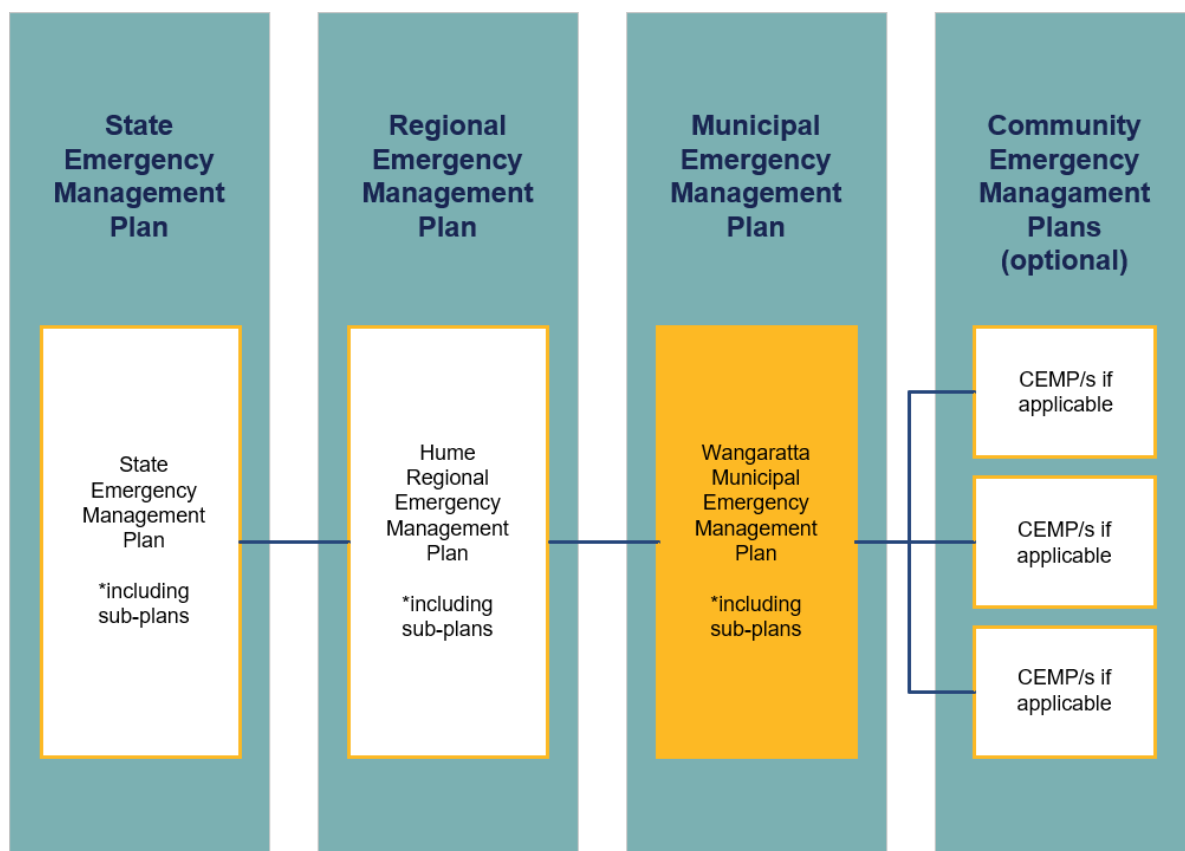 State
Emergency
Management
Plan
Regional
Emergency
Management
Plan
Municipal
Emergency
Management
Plan
Community
Emergency
Managament
Plans
(optional)
State
Emergency
Management
Plan
*including
sub-plans
Hume
Regional
Emergency
Management
Plan
*including
sub-plans
Wangaratta
Municipal
Emergency
Management
Plan
*including
sub-plans
CEMP/s if
applicable
CEMP/s if
applicable
CEMP/s if
applicable